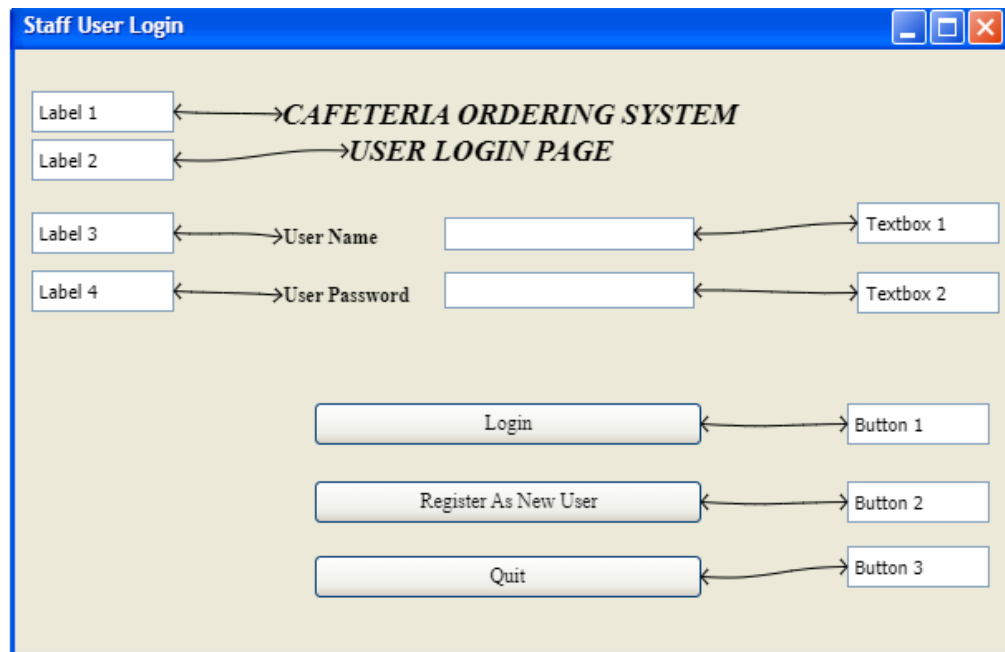 Staff User Login
Label 1
CAFETERIA ORDERING SYSTEM
Label 2
USER LOGIN PAGE
Label 3
User Name
Textbox 1
Label 4
User Password
Textbox 2
Login
Button 1
Register As New User
Button 2
Quit
Button 3